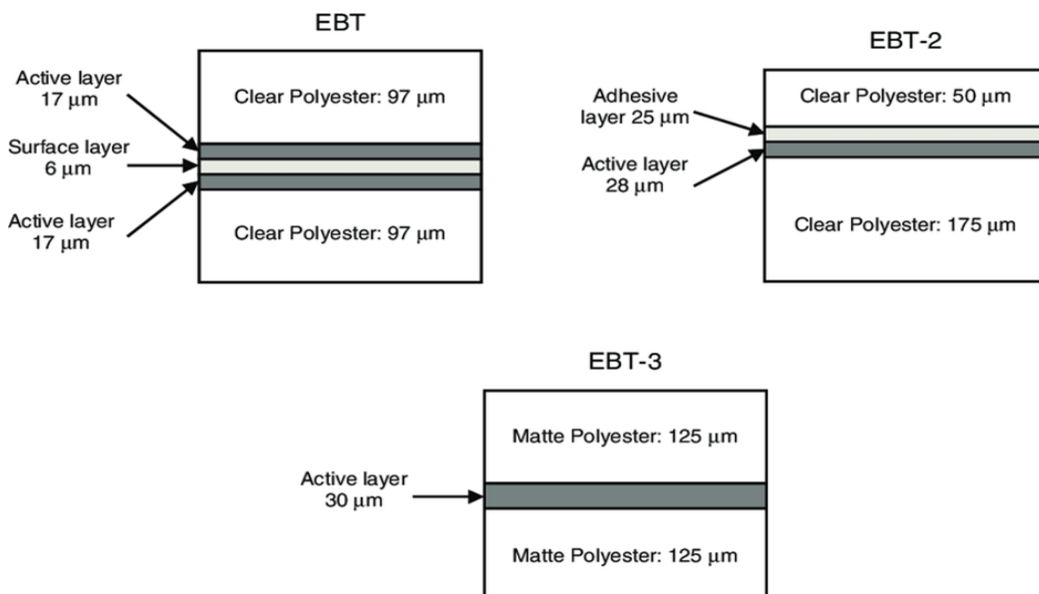 EBT
Active layer
17 μm
Clear Polyester: 97 μm
Surface layer
6 μm
Active layer
17 μm
Clear Polyester: 97 μm
EBT-2
Clear Polyester: 50 μm
Adhesive
layer 25 μm
Active layer
28 μm
Clear Polyester: 175 μm
EBT-3
Matte Polyester: 125 μm
Active layer
30 μm
Matte Polyester: 125 μm